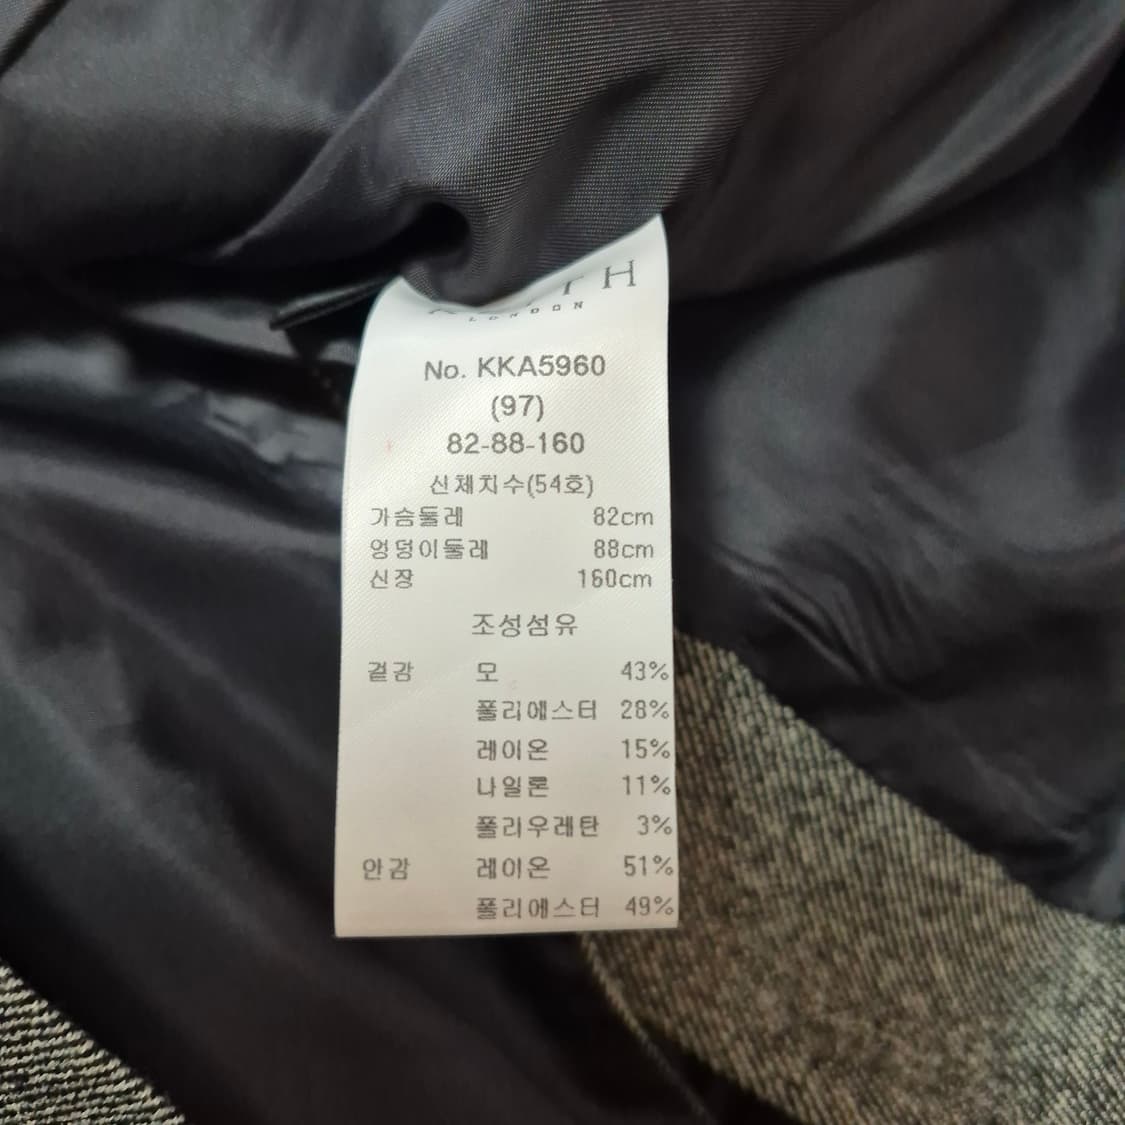 LONDON
No. KKA5960
(97)
82-88-160
신체치수(54호)
가슴둘레 82cm
엉덩이둘레 88cm
신장 160cm
조성섬유
겉감 모 43%
폴리에스터 28%
레이온 15%
나일론 11%
폴리우레탄 3%
안감 레이온 51%
폴리에스터 49%